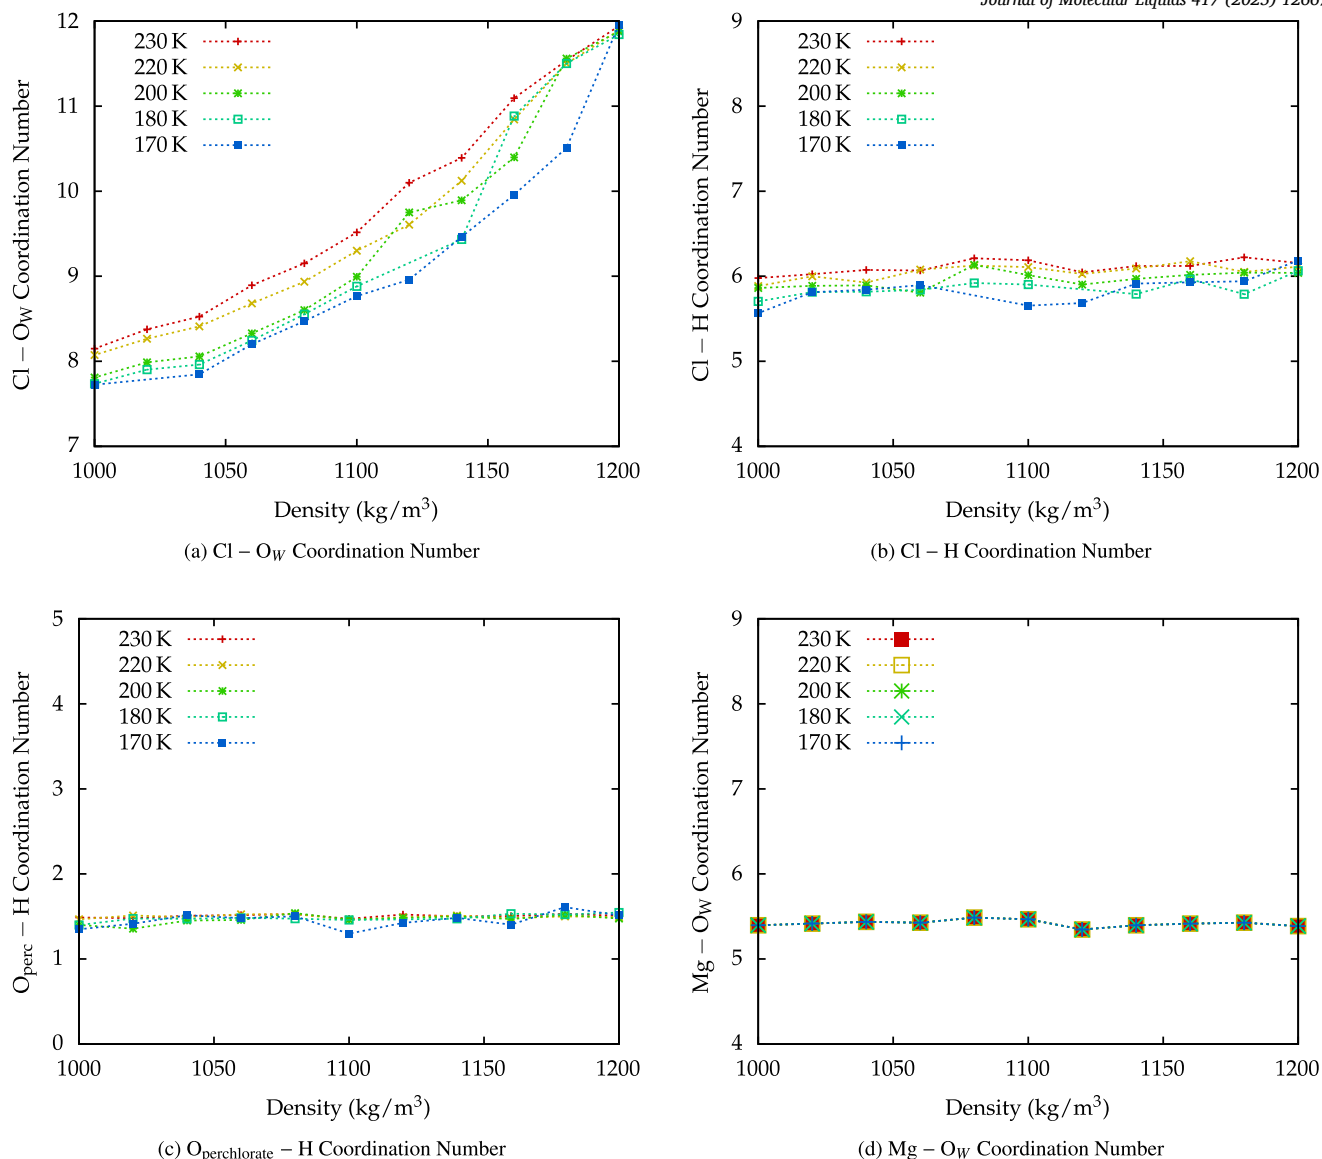 Journal of Molecular Liquids 417 (2025)
12
11
10
9
8
7
Cl – O_W Coordination Number
230 K
220 K
200 K
180 K
170 K
1000 1050 1100 1150 1200
Density (kg/m³)
(a) Cl – O_W Coordination Number
9
8
7
6
5
4
Cl – H Coordination Number
230 K
220 K
200 K
180 K
170 K
1000 1050 1100 1150 1200
Density (kg/m³)
(b) Cl – H Coordination Number
5
4
3
2
1
0
O_perc – H Coordination Number
230 K
220 K
200 K
180 K
170 K
1000 1050 1100 1150 1200
Density (kg/m³)
(c) O_perchlorate – H Coordination Number
9
8
7
6
5
4
Mg – O_W Coordination Number
230 K
220 K
200 K
180 K
170 K
1000 1050 1100 1150 1200
Density (kg/m³)
(d) Mg – O_W Coordination Number